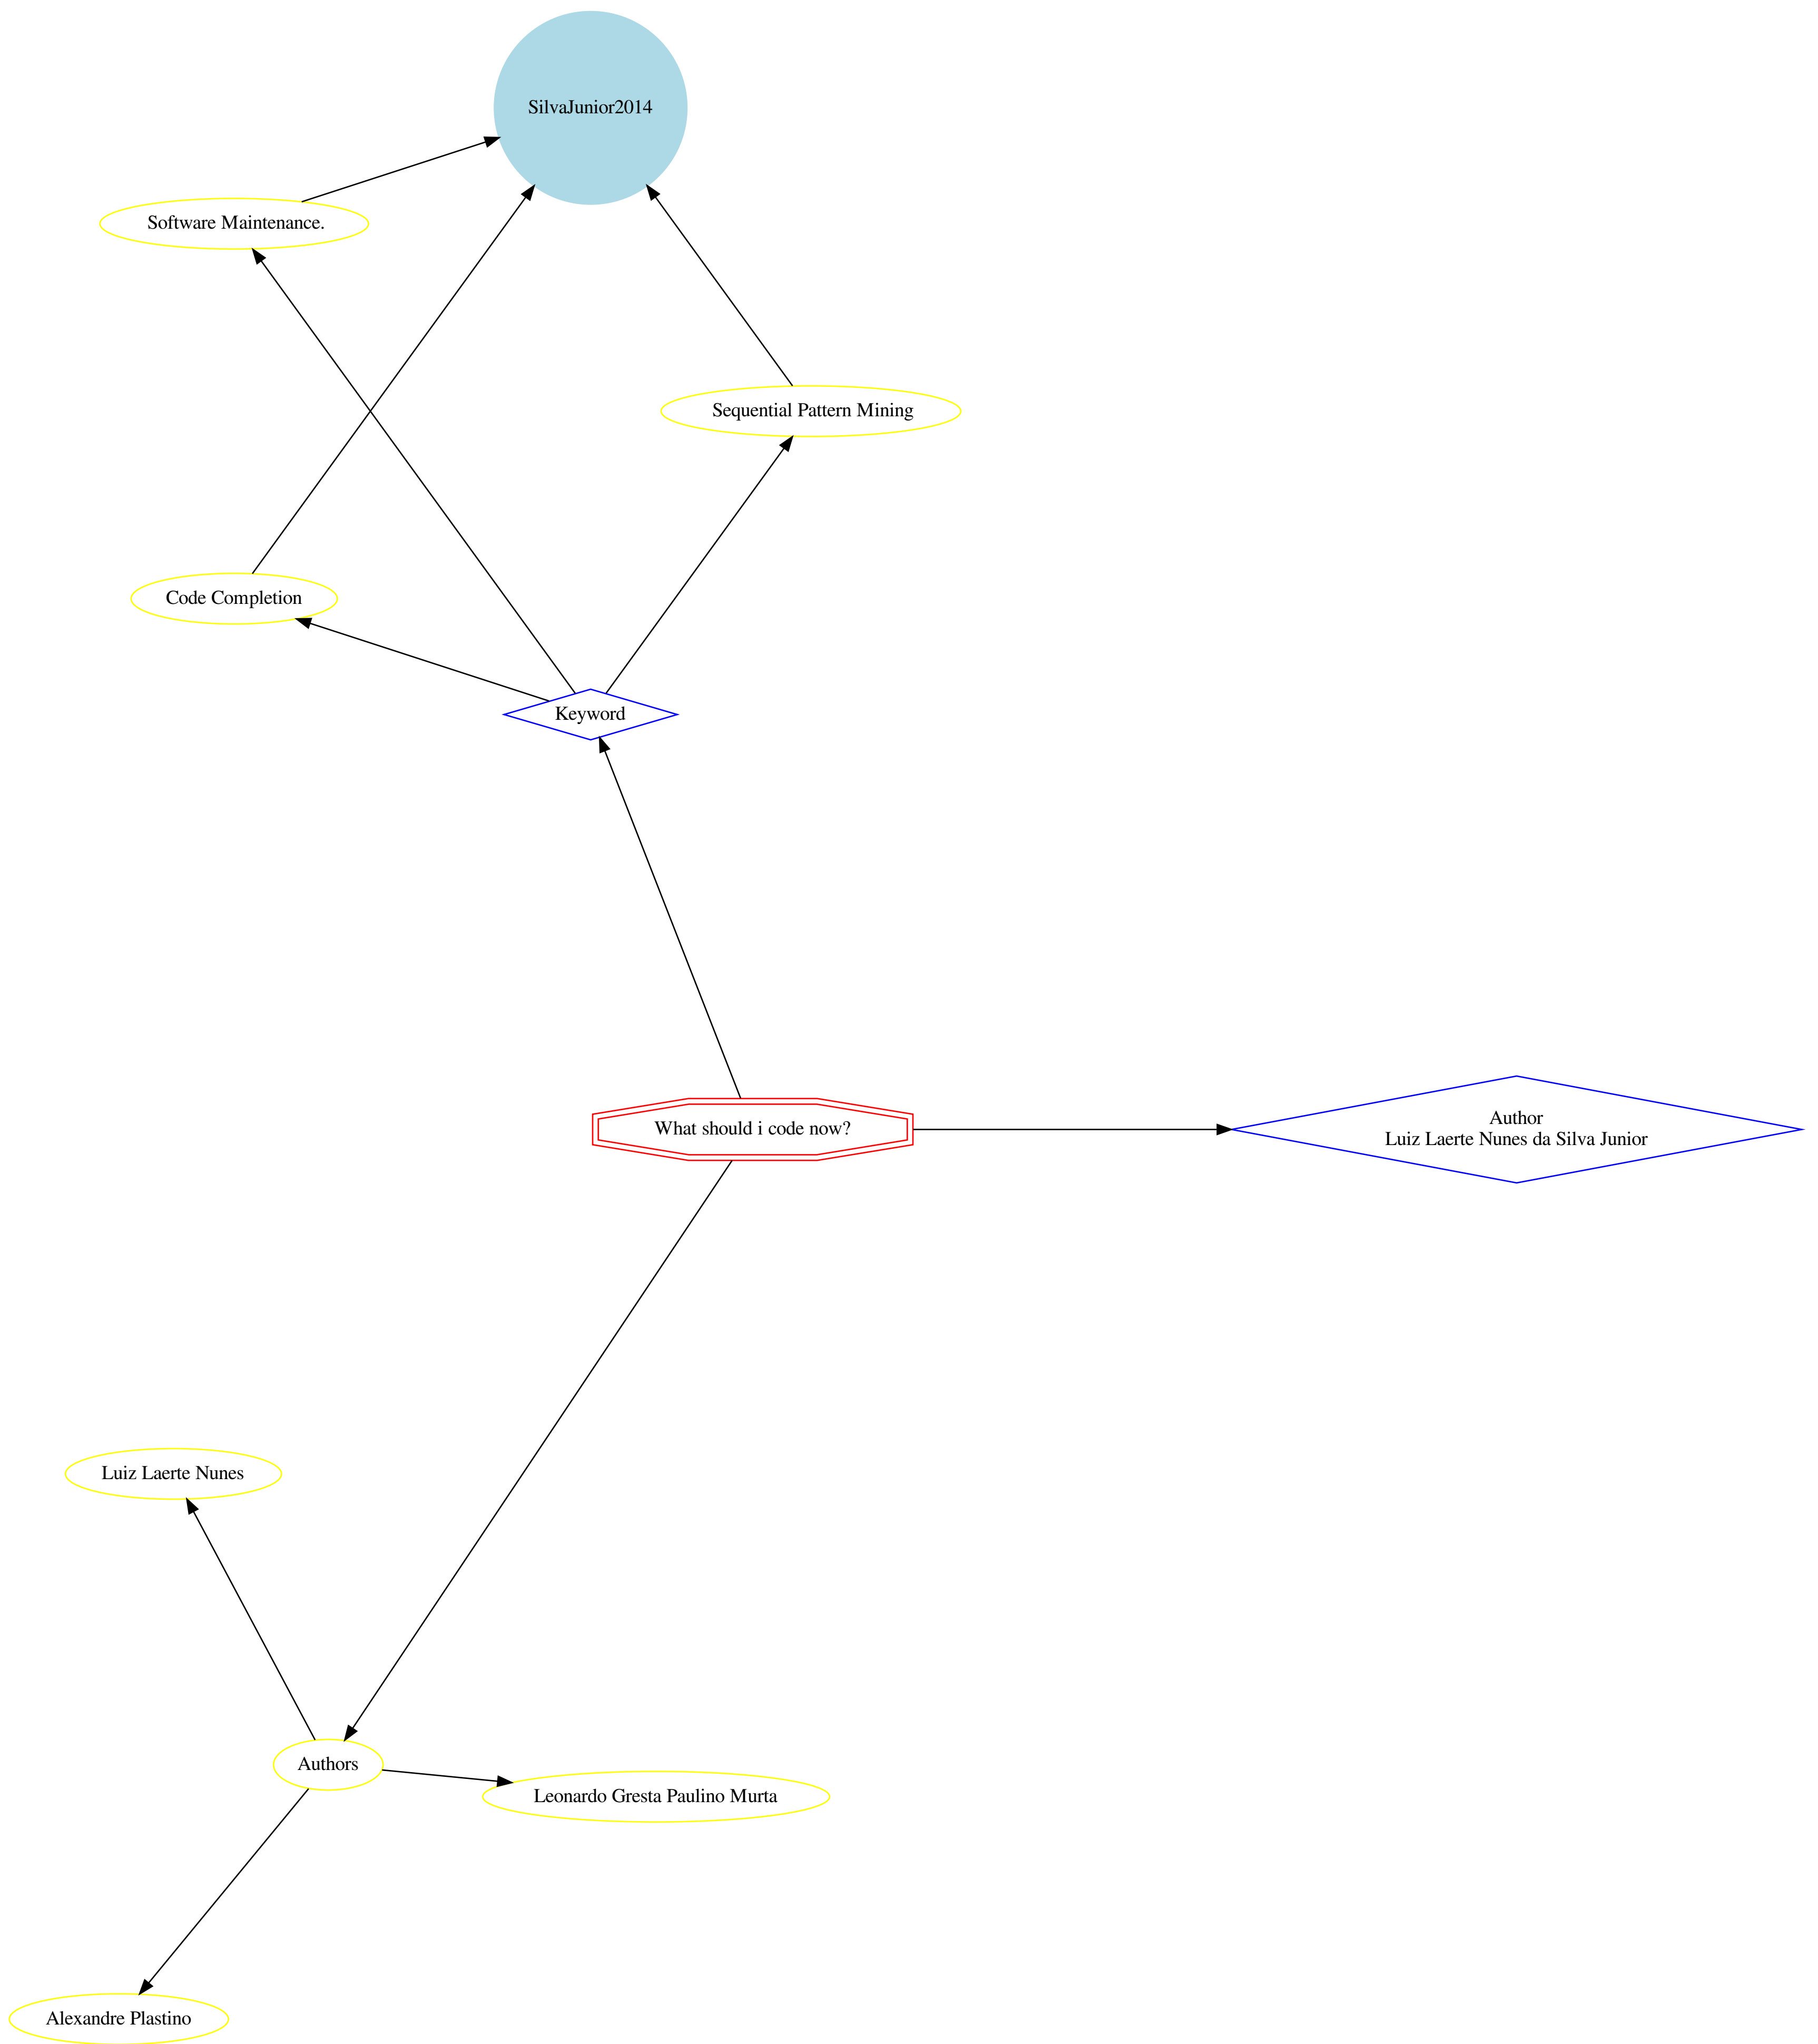 SilvaJunior2014
Software Maintenance.
Sequential Pattern Mining
Code Completion
Keyword
What should i code now?
Author
Luiz Laerte Nunes da Silva Junior
Luiz Laerte Nunes
Authors
Leonardo Gresta Paulino Murta
Alexandre Plastino